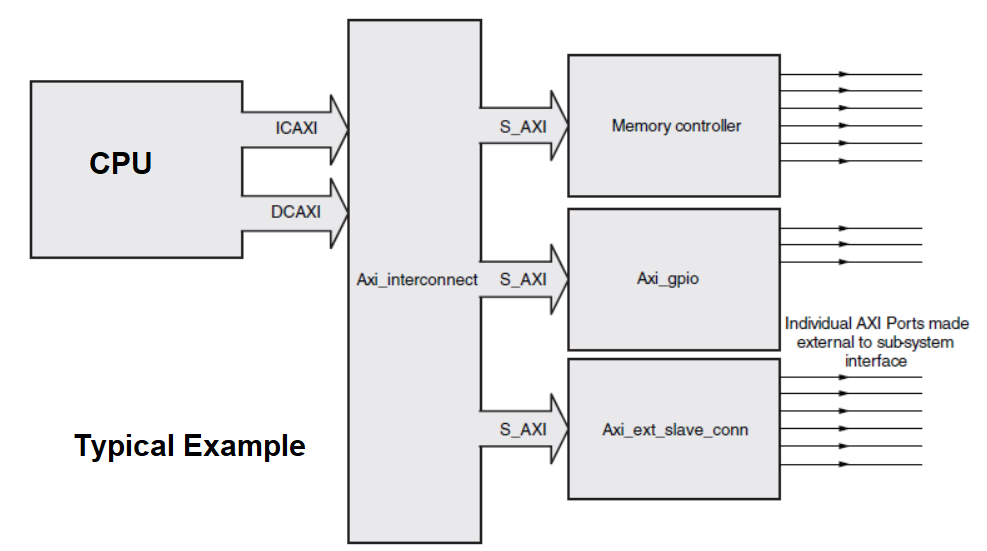 CPU
ICAXI
DCAXI
Axi_interconnect
S_AXI
Memory controller
S_AXI
Axi_gpio
Individual AXI Ports made
external to sub-system
interface
S_AXI
Axi_ext_slave_conn
Typical Example